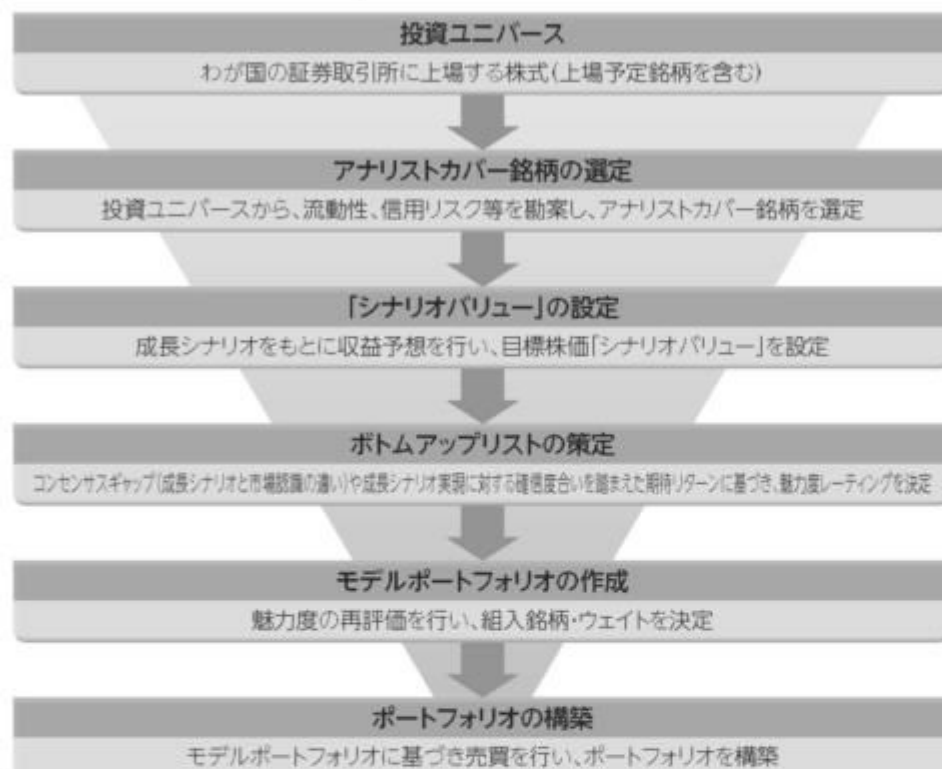 投資ユニバース
わが国の証券取引所に上場する株式(上場予定銘柄を含む)
アナリストカバー銘柄の選定
投資ユニバースから、流動性、信用リスク等を勘案し、アナリストカバー銘柄を選定
「シナリオバリュー」の設定
成長シナリオをもとに収益予想を行い、目標株価「シナリオバリュー」を設定
ボトムアップリストの策定
コンセンサスギャップ(成長シナリオと市場認識の違い)や成長シナリオ実現に対する確信度合いを踏まえた期待リターンに基づき、魅力度レーティングを決定
モデルポートフォリオの作成
魅力度の再評価を行い、組入銘柄・ウェイトを決定
ポートフォリオの構築
モデルポートフォリオに基づき売買を行い、ポートフォリオを構築